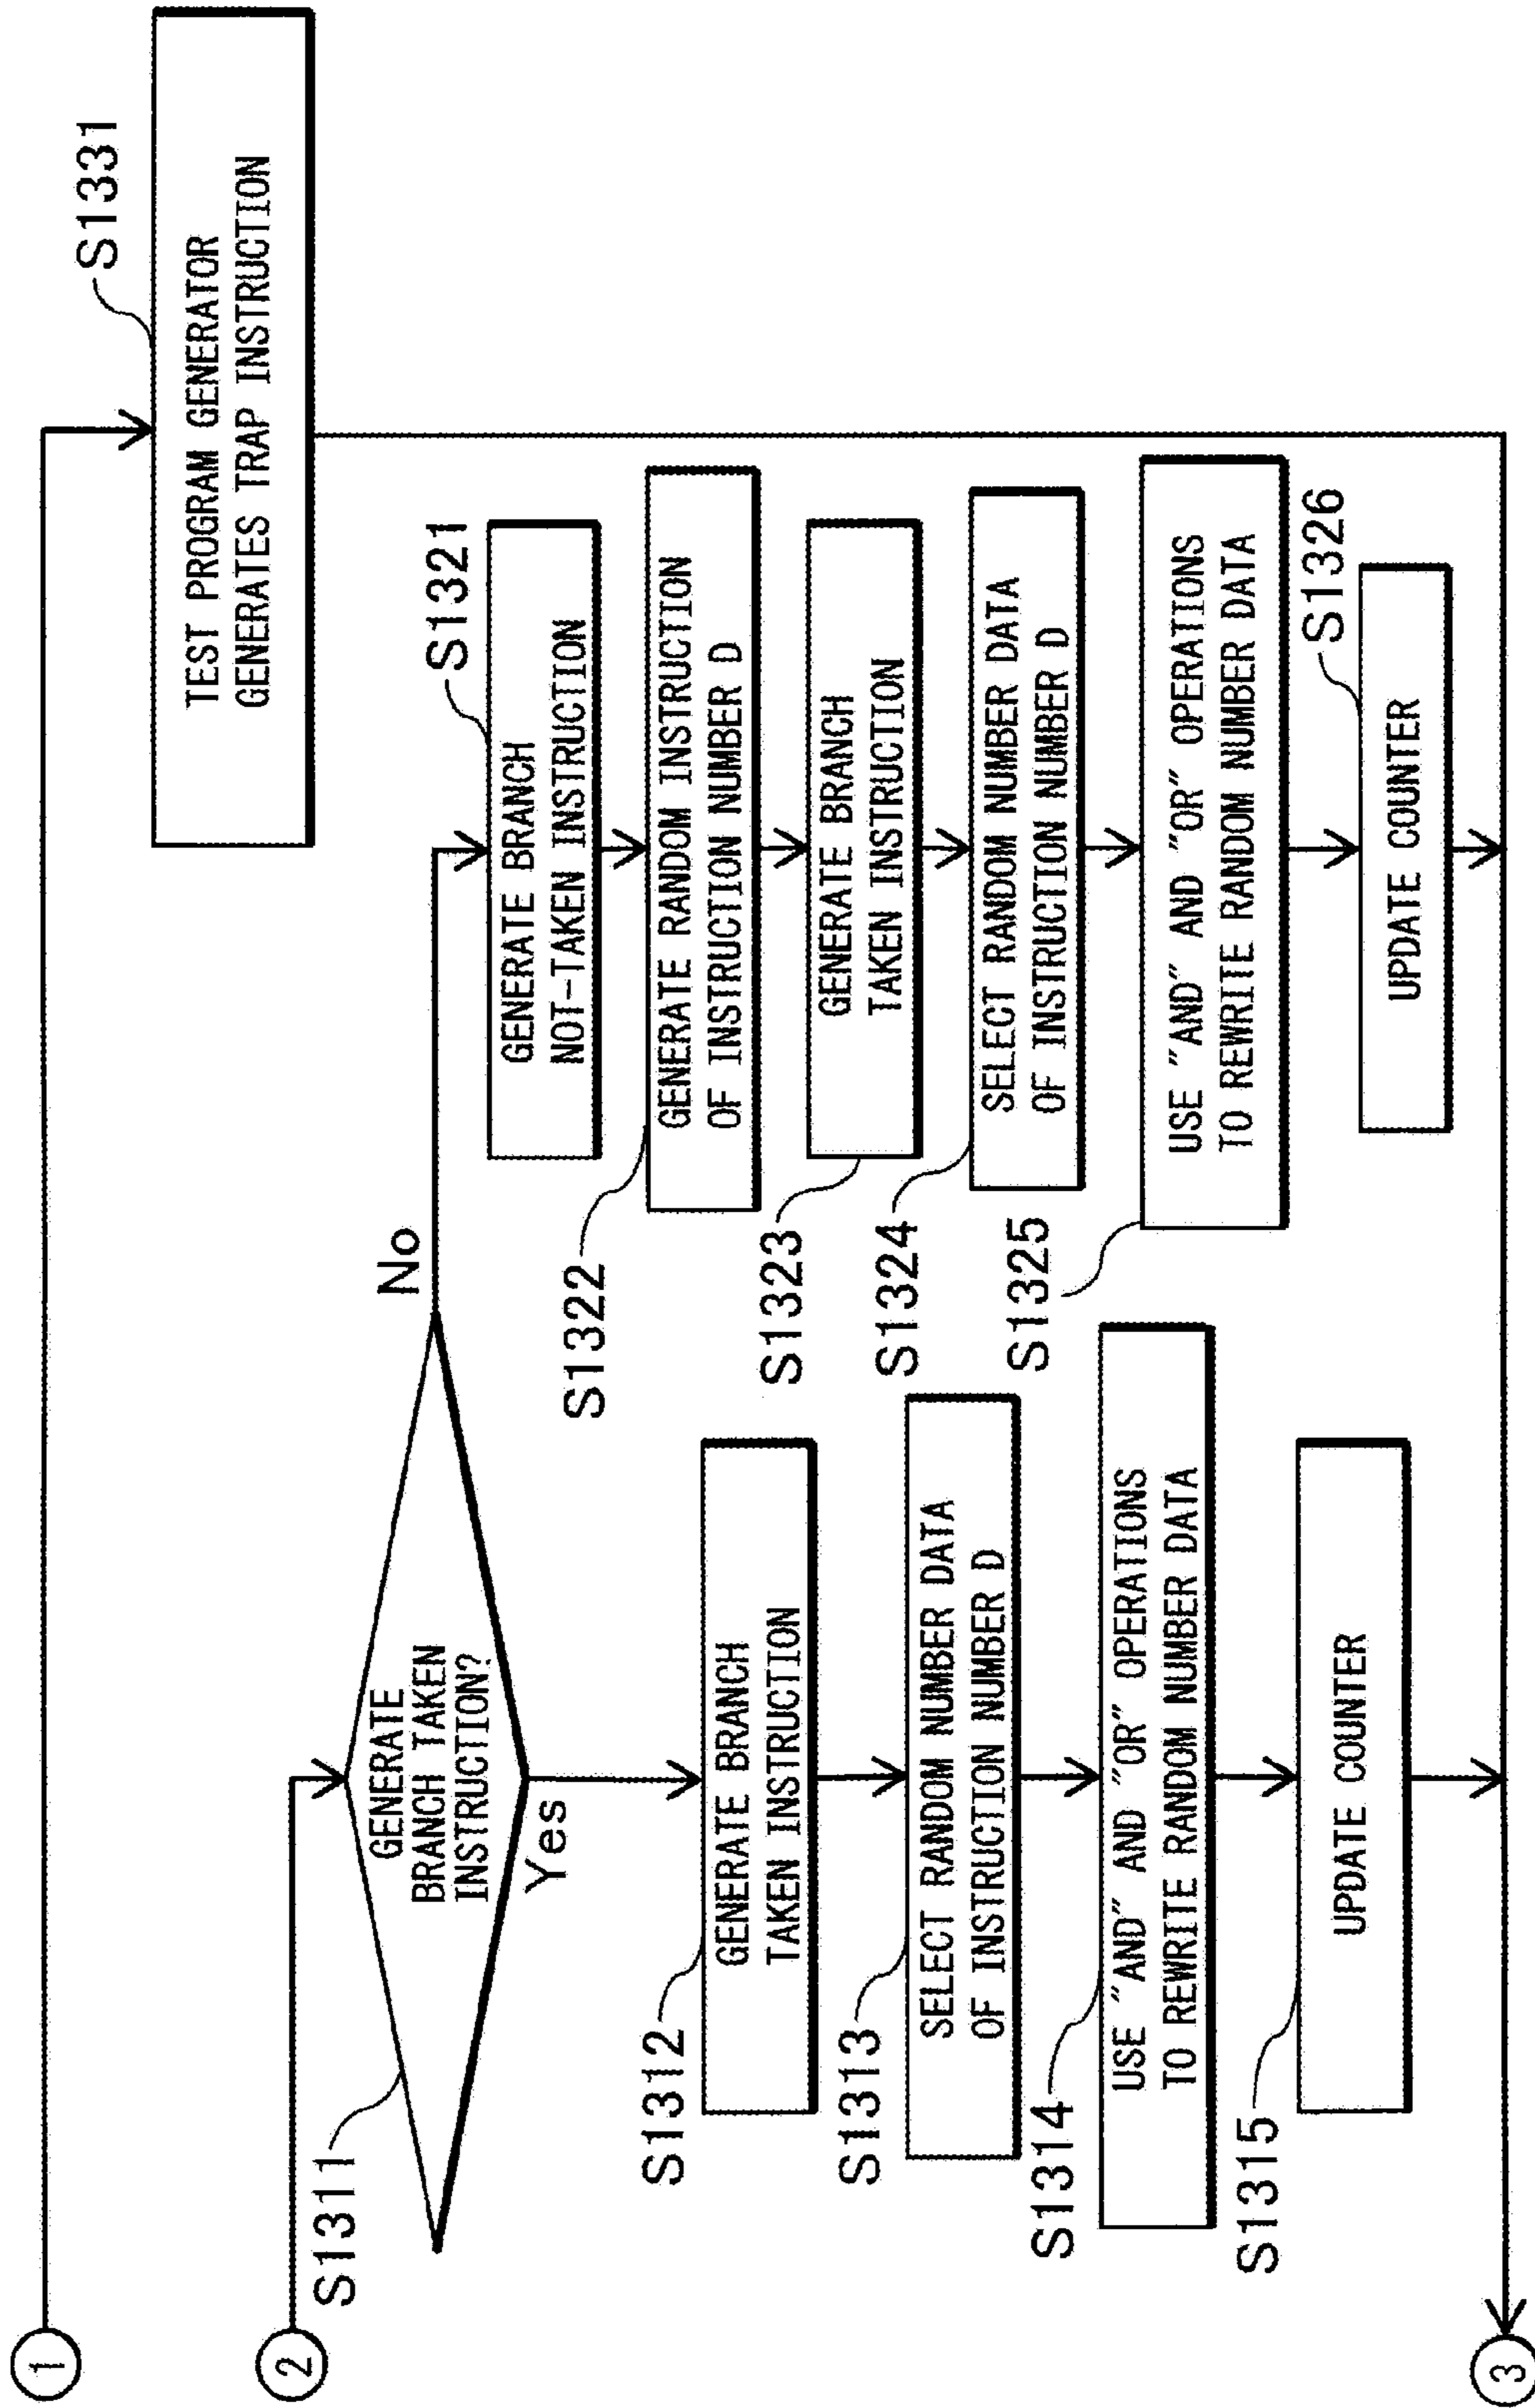 1
S1331
TEST PROGRAM GENERATOR
GENERATES TRAP INSTRUCTION
2
S1311
GENERATE
BRANCH TAKEN
INSTRUCTION?
No
Yes
S1312
GENERATE BRANCH
TAKEN INSTRUCTION
S1313
SELECT RANDOM NUMBER DATA
OF INSTRUCTION NUMBER D
S1314
USE "AND" AND "OR" OPERATIONS
TO REWRITE RANDOM NUMBER DATA
S1315
UPDATE COUNTER
S1321
GENERATE BRANCH
NOT-TAKEN INSTRUCTION
S1322
GENERATE RANDOM INSTRUCTION
OF INSTRUCTION NUMBER D
S1323
GENERATE BRANCH
TAKEN INSTRUCTION
S1324
SELECT RANDOM NUMBER DATA
OF INSTRUCTION NUMBER D
S1325
USE "AND" AND "OR" OPERATIONS
TO REWRITE RANDOM NUMBER DATA
S1326
UPDATE COUNTER
3